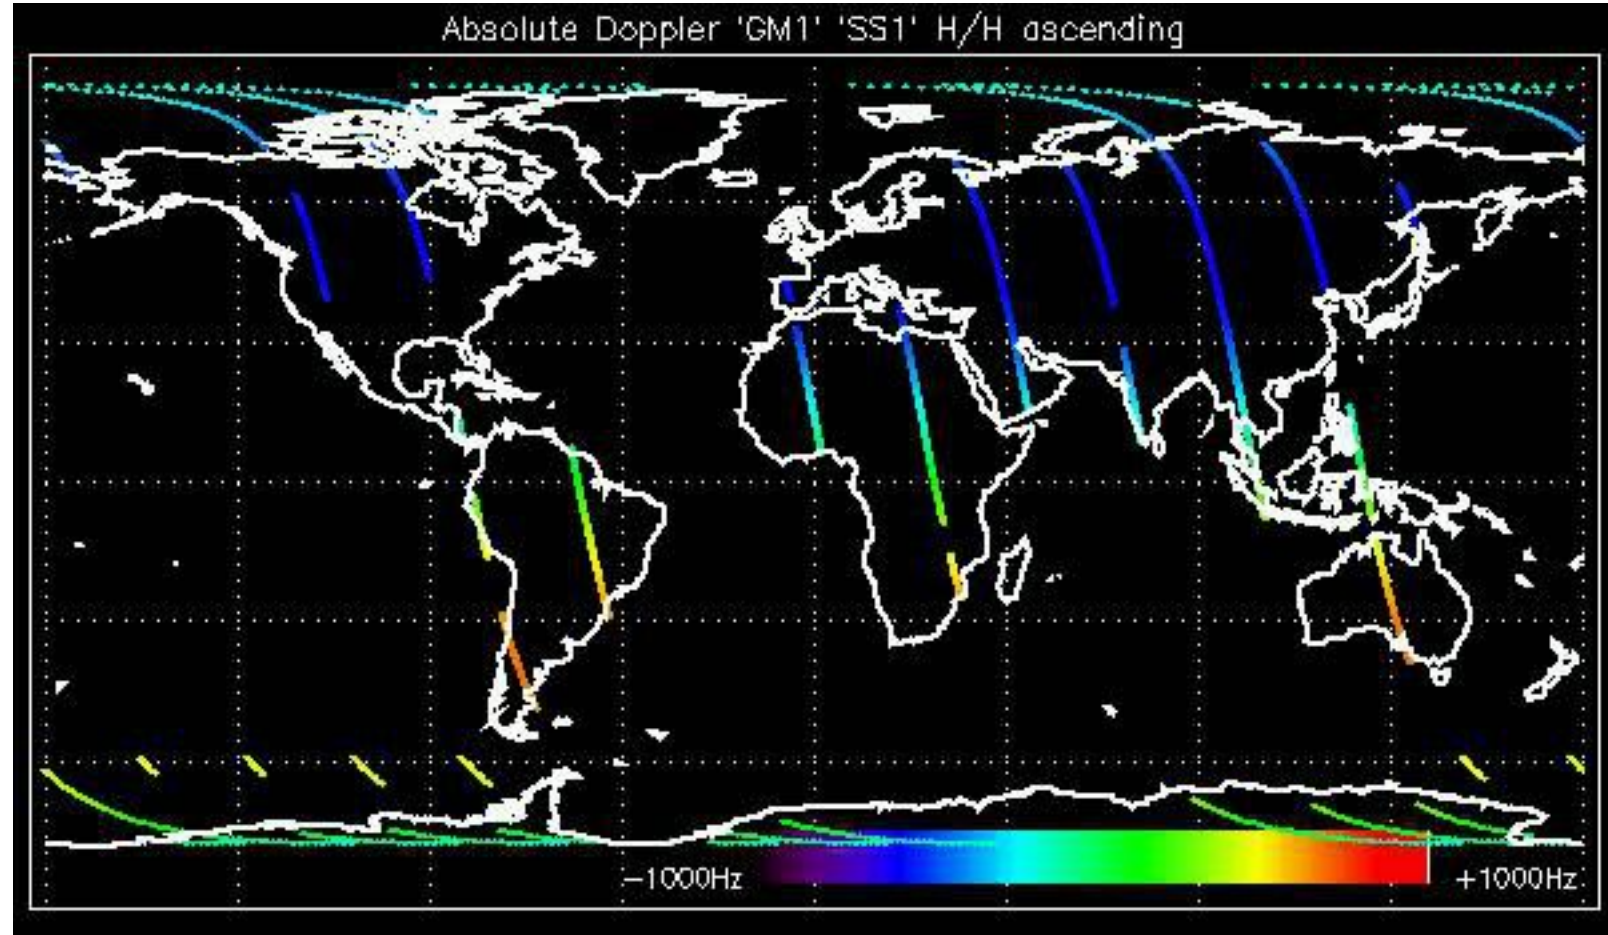 Absolute Doppler 'GM1' 'SS1' H/H ascending
−1000Hz
+1000Hz